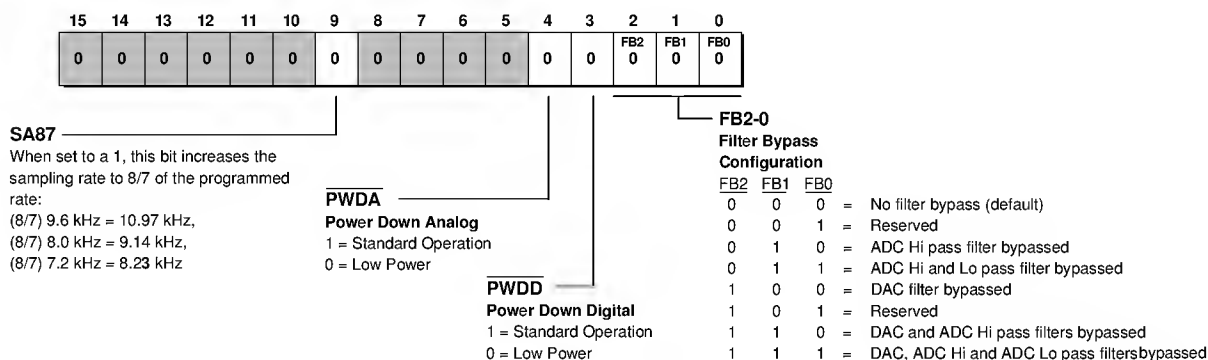 15 14 13 12 11 10 9 8 7 6 5 4 3 2 1 0
FB2 FB1 FB0
0 0 0 0 0 0 0 0 0 0 0 0 0 0 0 0
SA87
When set to a 1, this bit increases the
sampling rate to 8/7 of the programmed
rate:
(8/7) 9.6 kHz = 10.97 kHz,
(8/7) 8.0 kHz = 9.14 kHz,
(8/7) 7.2 kHz = 8.23 kHz
PWDA
Power Down Analog
1 = Standard Operation
0 = Low Power
PWDD
Power Down Digital
1 = Standard Operation
0 = Low Power
FB2-0
Filter Bypass
Configuration
FB2 FB1 FB0
0 0 0 = No filter bypass (default)
0 0 1 = Reserved
0 1 0 = ADC Hi pass filter bypassed
0 1 1 = ADC Hi and Lo pass filter bypassed
1 0 0 = DAC filter bypassed
1 0 1 = Reserved
1 1 0 = DAC and ADC Hi pass filters bypassed
1 1 1 = DAC, ADC Hi and ADC Lo pass filtersbypassed